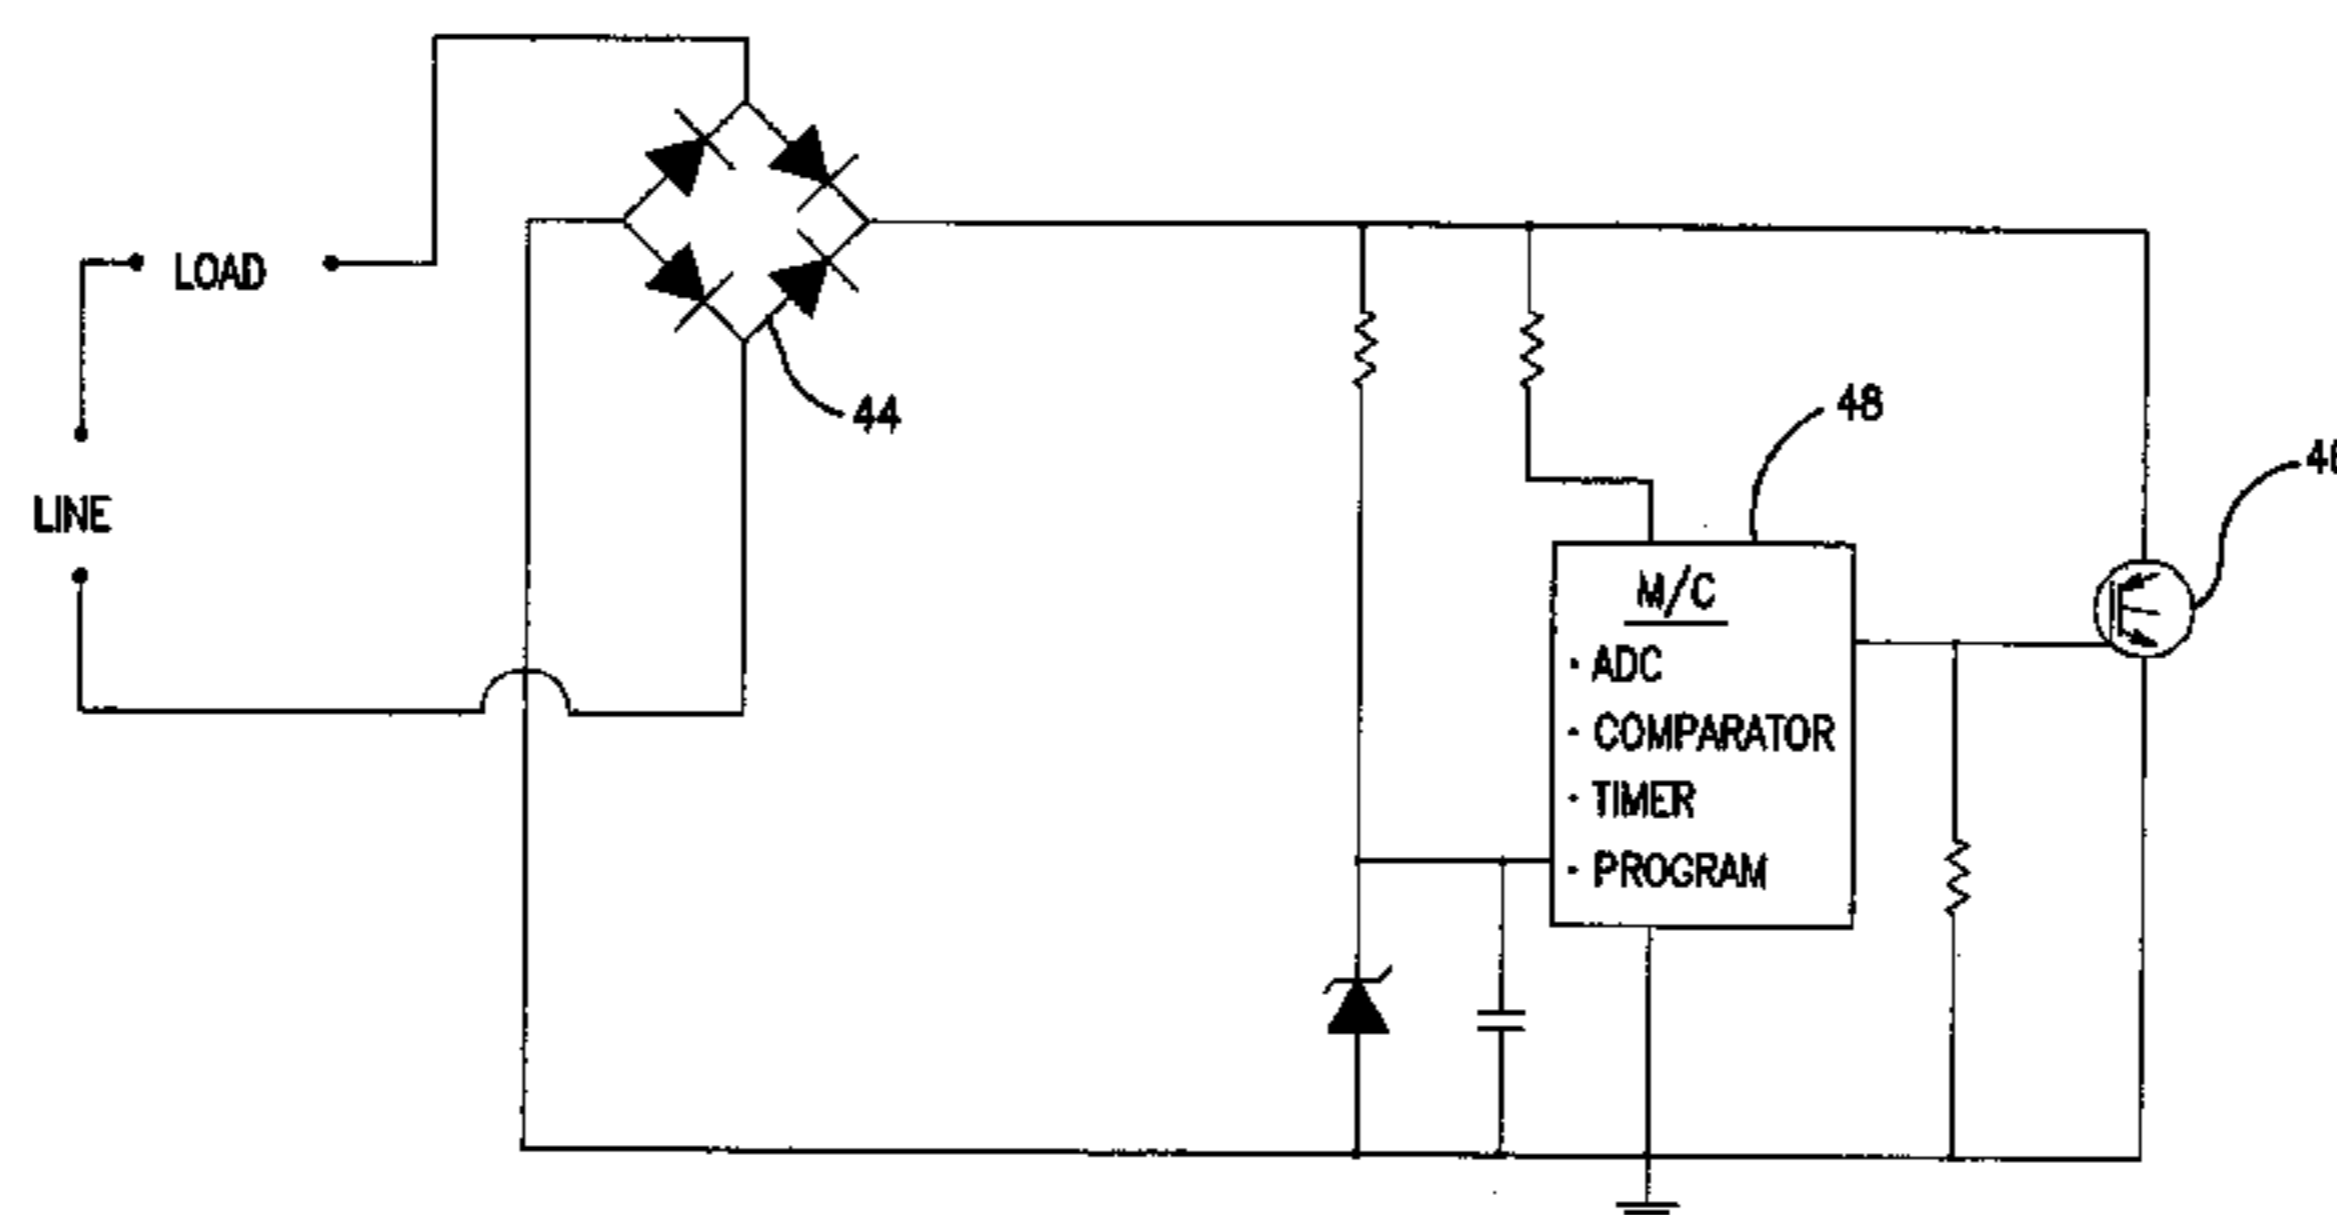 LOAD
44
48
LINE
M/C
· ADC
· COMPARATOR
· TIMER
· PROGRAM